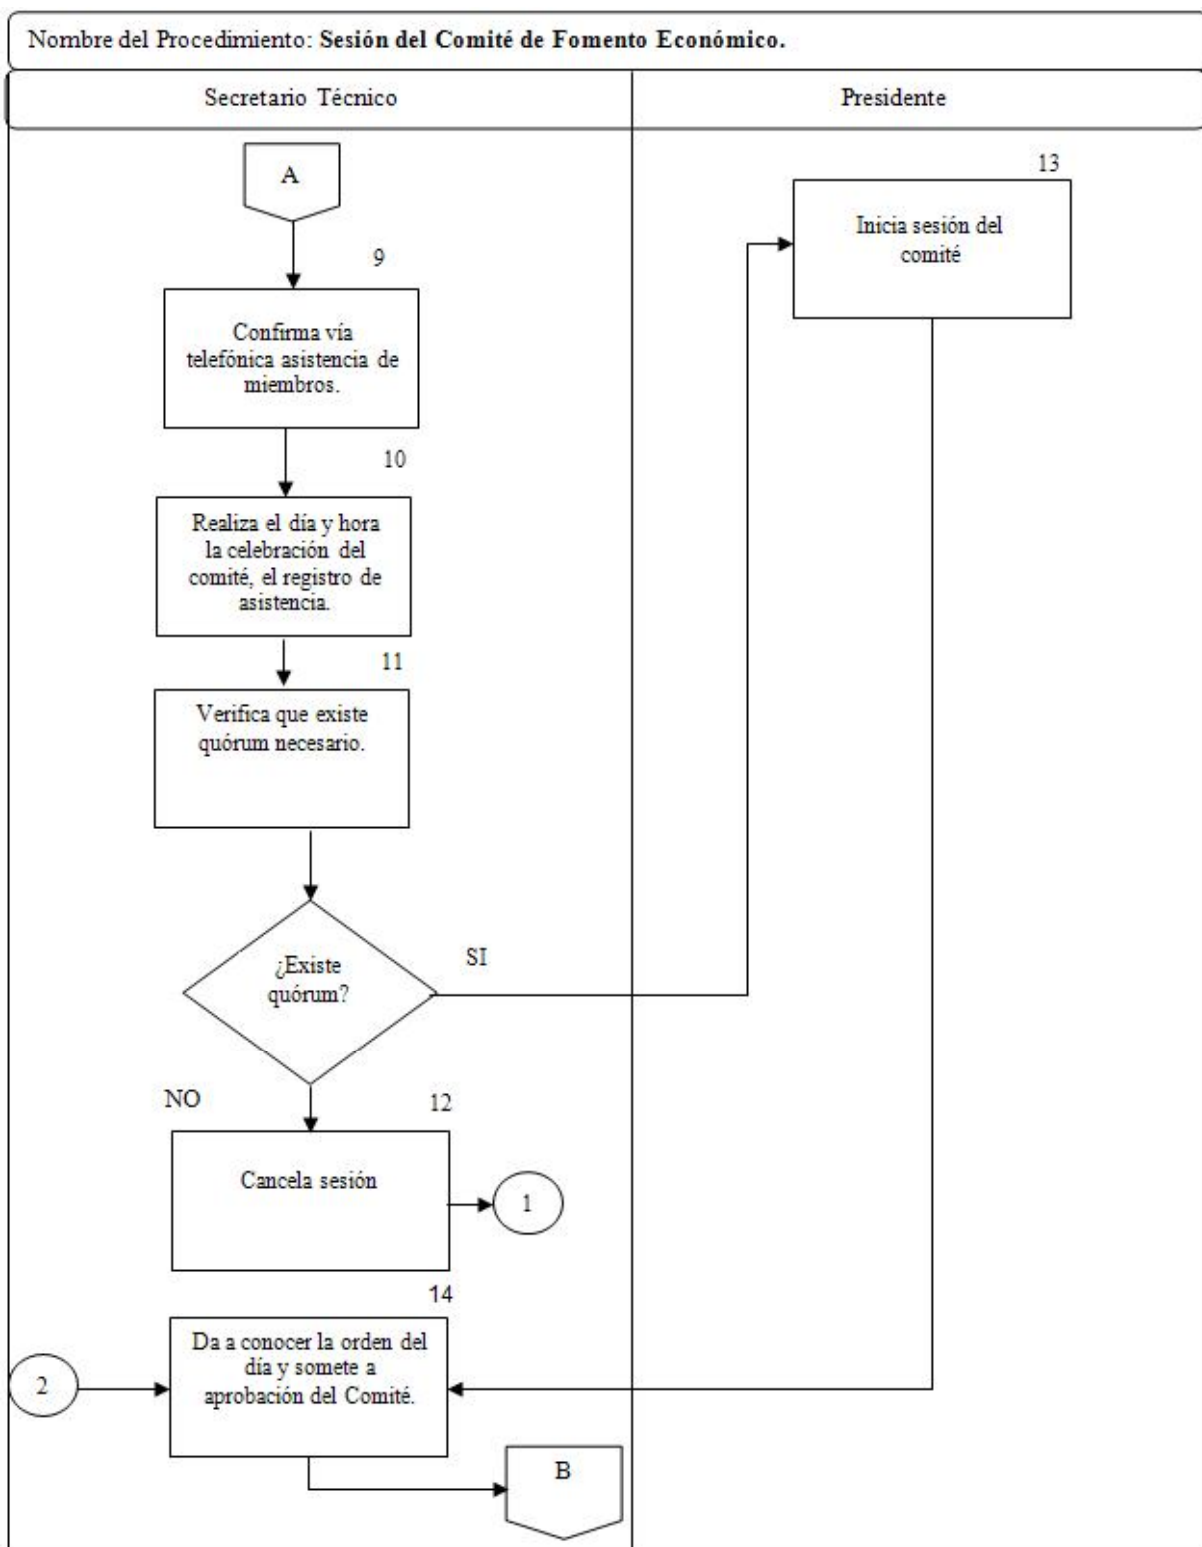 Nombre del Procedimiento: Sesión del Comité de Fomento Económico.
Secretario Técnico
Presidente
A
13
Inicia sesión del
comité
9
Confirma vía
telefónica asistencia de
miembros.
10
Realiza el día y hora
la celebración del
comité, el registro de
asistencia.
11
Verifica que existe
quórum necesario.
¿Existe
quórum?
SI
NO
12
Cancela sesión
1
14
Da a conocer la orden del
día y somete a
aprobación del Comité.
2
B